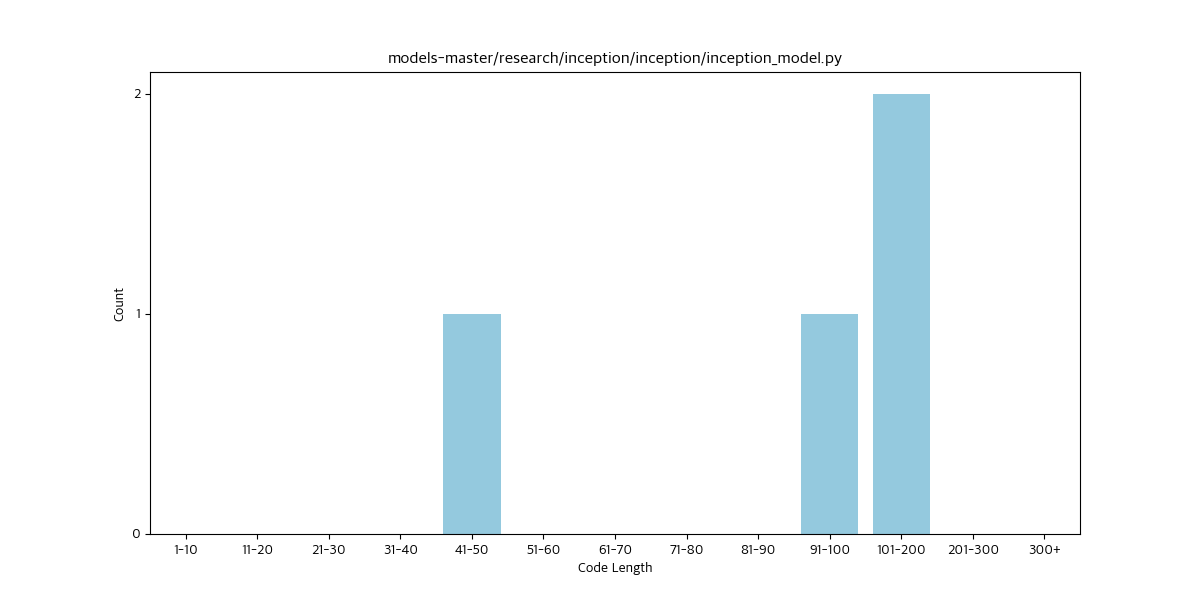 models-master/research/inception/inception/inception_model.py
2
1
0
Count
1-10 11-20 21-30 31-40 41-50 51-60 61-70 71-80 81-90 91-100 101-200 201-300 300+
Code Length